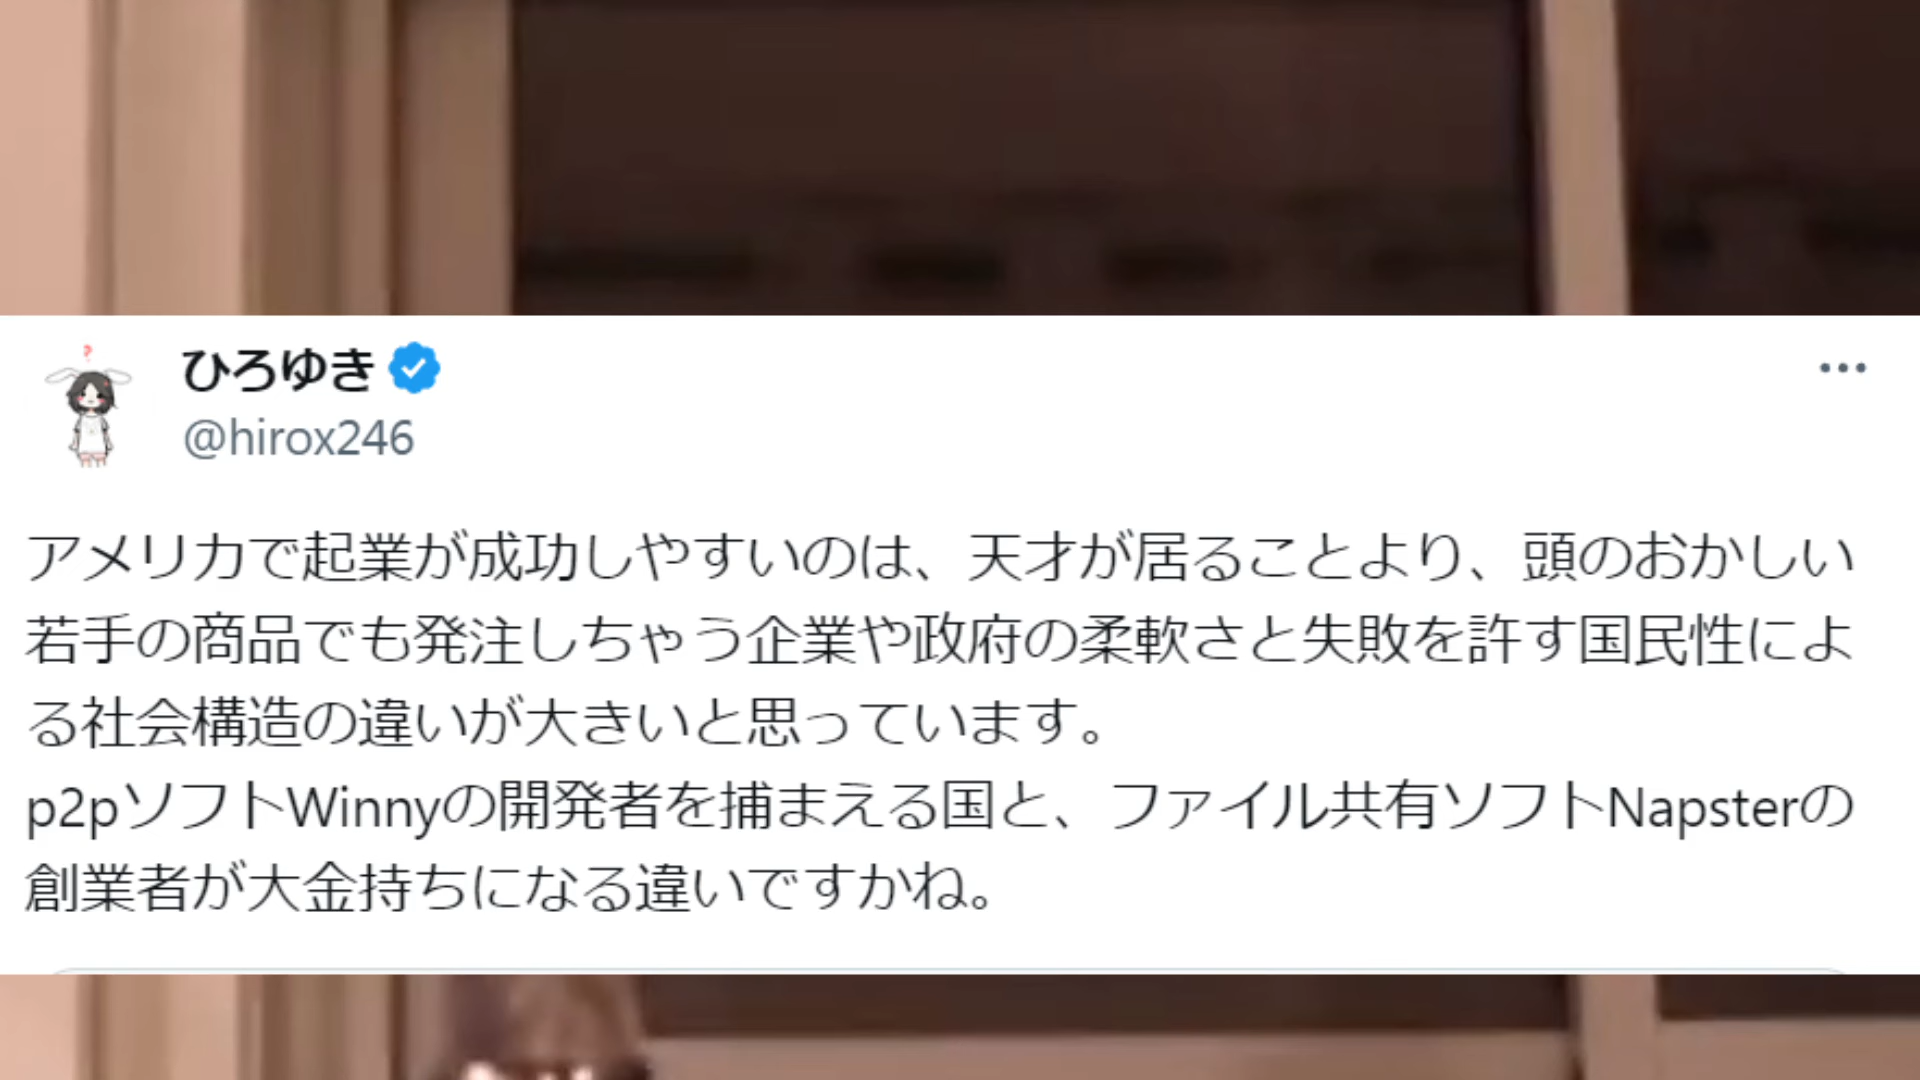 ?
ひろゆき
@hirox246
アメリカで起業が成功しやすいのは、天才が居ることより、頭のおかしい
若手の商品でも発注しちゃう企業や政府の柔軟さと失敗を許す国民性によ
る社会構造の違いが大きいと思っています。
p2pソフトWinnyの開発者を捕まえる国と、ファイル共有ソフトNapsterの
創業者が大金持ちになる違いですかね。